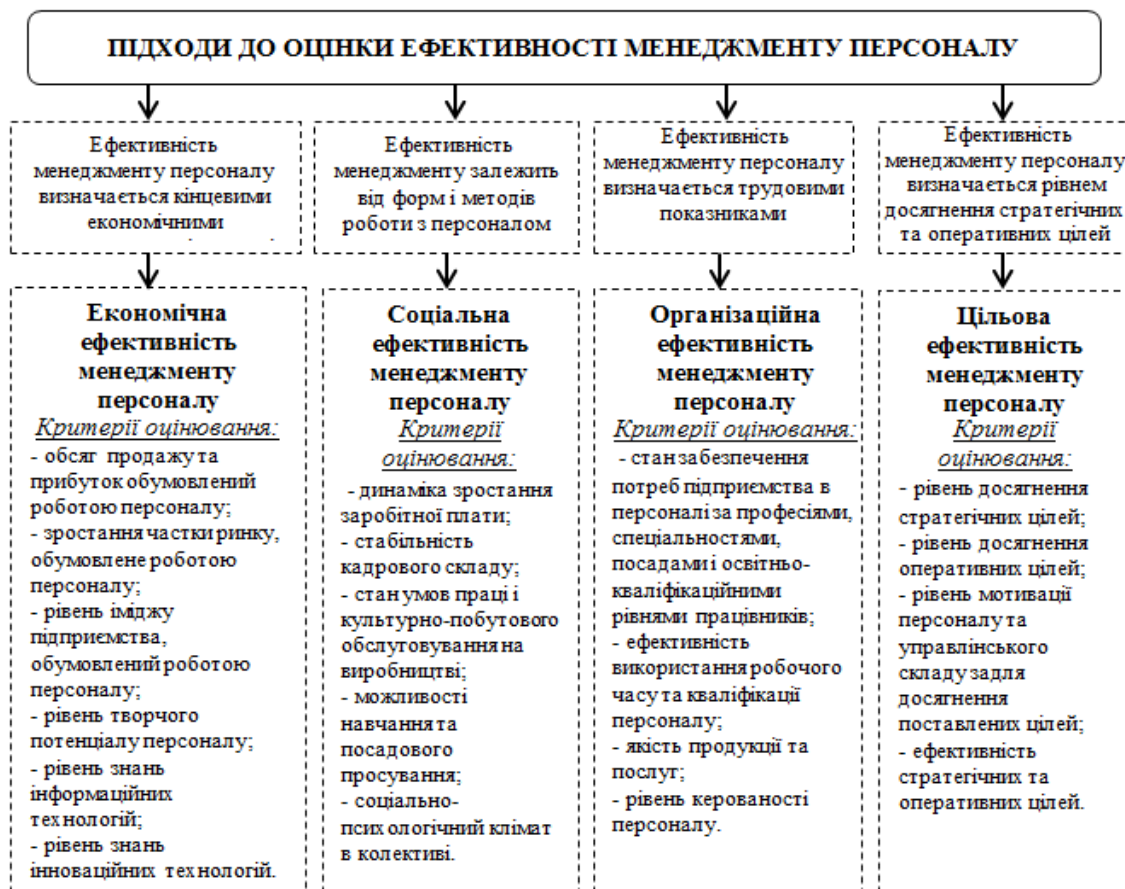 ПІДХОДИ ДО ОЦІНКИ ЕФЕКТИВНОСТІ МЕНЕДЖМЕНТУ ПЕРСОНАЛУ
Ефективність
менеджменту персоналу
визначається кінцевими
економічними
Ефективність
менеджменту залежить
від форм і методів
роботи з персоналом
Ефективність
менеджменту персоналу
визначається трудовими
показниками
Ефективність
менеджменту персоналу
визначається рівнем
досягнення стратегічних
та оперативних цілей
Економічна
ефективність
менеджменту
персоналу
Критерії оцінювання:
- обсяг продажу та
прибуток обумовлений
роботою персоналу;
- зростання частки ринку,
обумовлене роботою
персоналу;
- рівень іміджу
підприємства,
обумовлений роботою
персоналу;
- рівень творчого
потенціалу персоналу;
- рівень знань
інформаційних
технологій;
- рівень знань
інноваційних технологій.
Соціальна
ефективність
менеджменту
персоналу
Критерії
оцінювання:
- динаміка зростання
заробітної плати;
- стабільність
кадрового складу;
- стан умов праці і
культурно-побутового
обслуговування на
виробництві;
- можливості
навчання та
посадового
просування;
- соціально-
психологічний клімат
в колективі.
Організаційна
ефективність
менеджменту
персоналу
Критерії оцінювання:
- стан забезпечення
потреб підприємства в
персоналі за професіями,
спеціальностями,
посадами і освітньо-
кваліфікаційними
рівнями працівників;
- ефективність
використання робочого
часу та кваліфікації
персоналу;
- якість продукції та
послуг;
- рівень керованості
персоналу.
Цільова
ефективність
менеджменту
персоналу
Критерії
оцінювання:
- рівень досягнення
стратегічних цілей;
- рівень досягнення
оперативних цілей;
- рівень мотивації
персоналу та
управлінського
складу задля
досягнення
поставлених цілей;
- ефективність
стратегічних та
оперативних цілей.